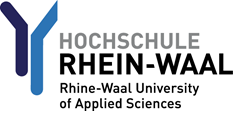 HOCHSCHULE
RHEIN-WAAL
Rhine-Waal University
of Applied Sciences